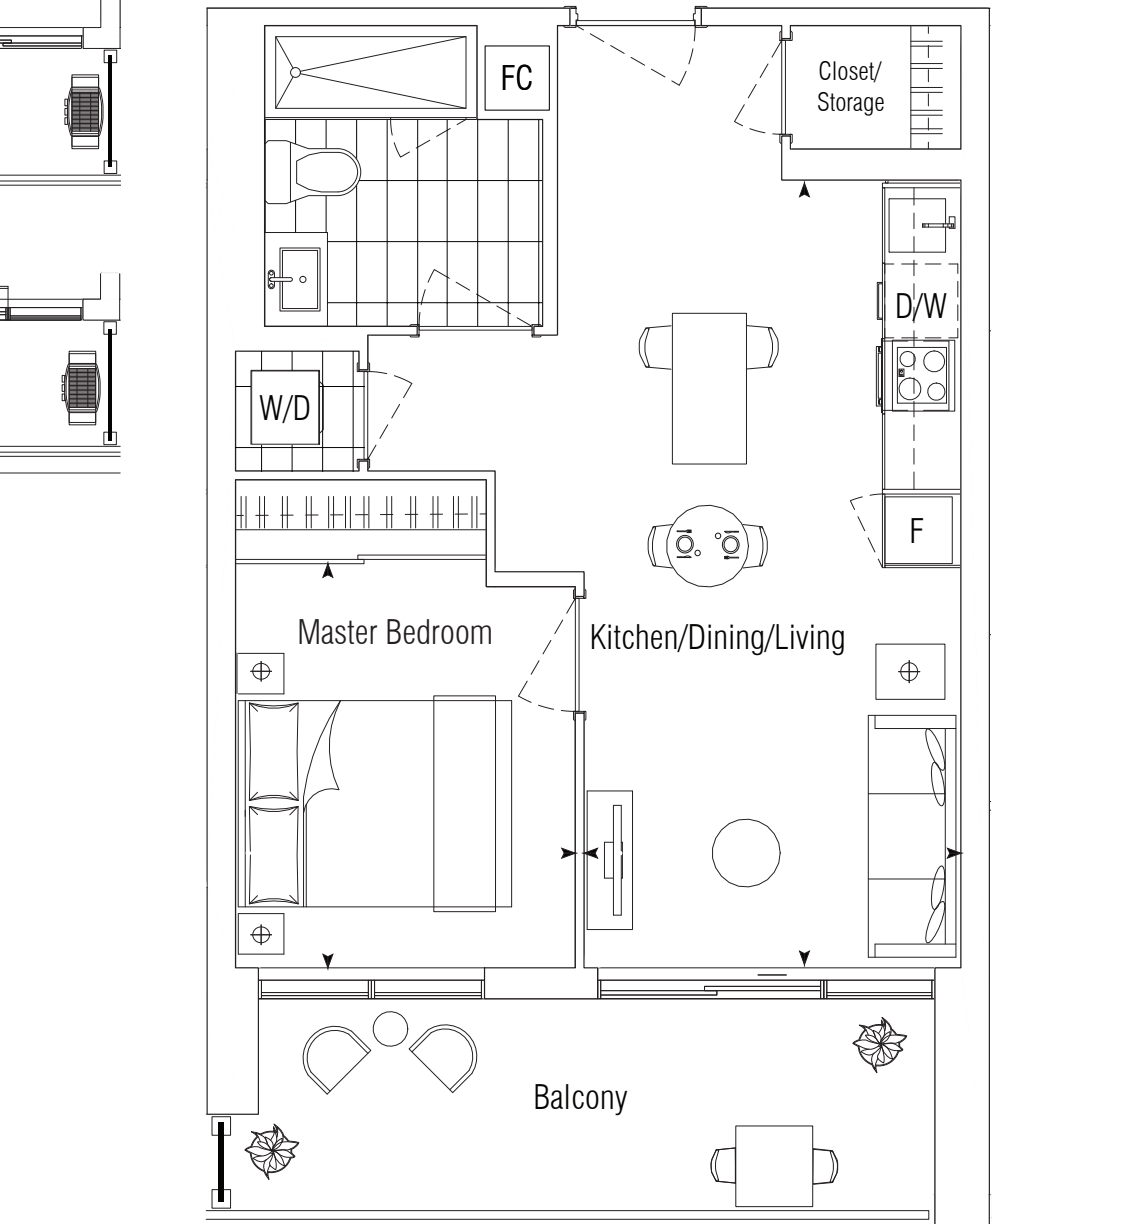 FC
Closet/
Storage
D/W
W/D
F
Master Bedroom
Kitchen/Dining/Living
Balcony